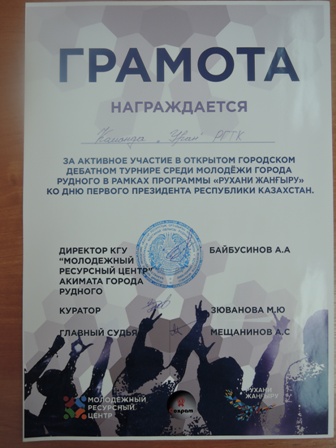 ГРАМОТА
НАГРАЖДАЕТСЯ
Команда РПТК
ЗА АКТИВНОЕ УЧАСТИЕ В ОТКРЫТОМ ГОРОДСКОМ
ДЕБАТНОМ ТУРНИРЕ СРЕДИ МОЛОДЁЖИ ГОРОДА
РУДНОГО В РАМКАХ ПРОГРАММЫ «РУХАНИ ЖАҢҒЫРУ»
КО ДНЮ ПЕРВОГО ПРЕЗИДЕНТА РЕСПУБЛИКИ КАЗАХСТАН.
ДИРЕКТОР КГУ БАЙБУСИНОВ А.А
"МОЛОДЕЖНЫЙ
РЕСУРСНЫЙ ЦЕНТР"
АКИМАТА ГОРОДА
РУДНОГО
КУРАТОР ЗЮВАНОВА М.Ю
ГЛАВНЫЙ СУДЬЯ МЕЩАНИНОВ А.С
МОЛОДЕЖНЫЙ
РЕСУРСНЫЙ
ЦЕНТР
РУХАНИ
ЖАҢҒЫРУ